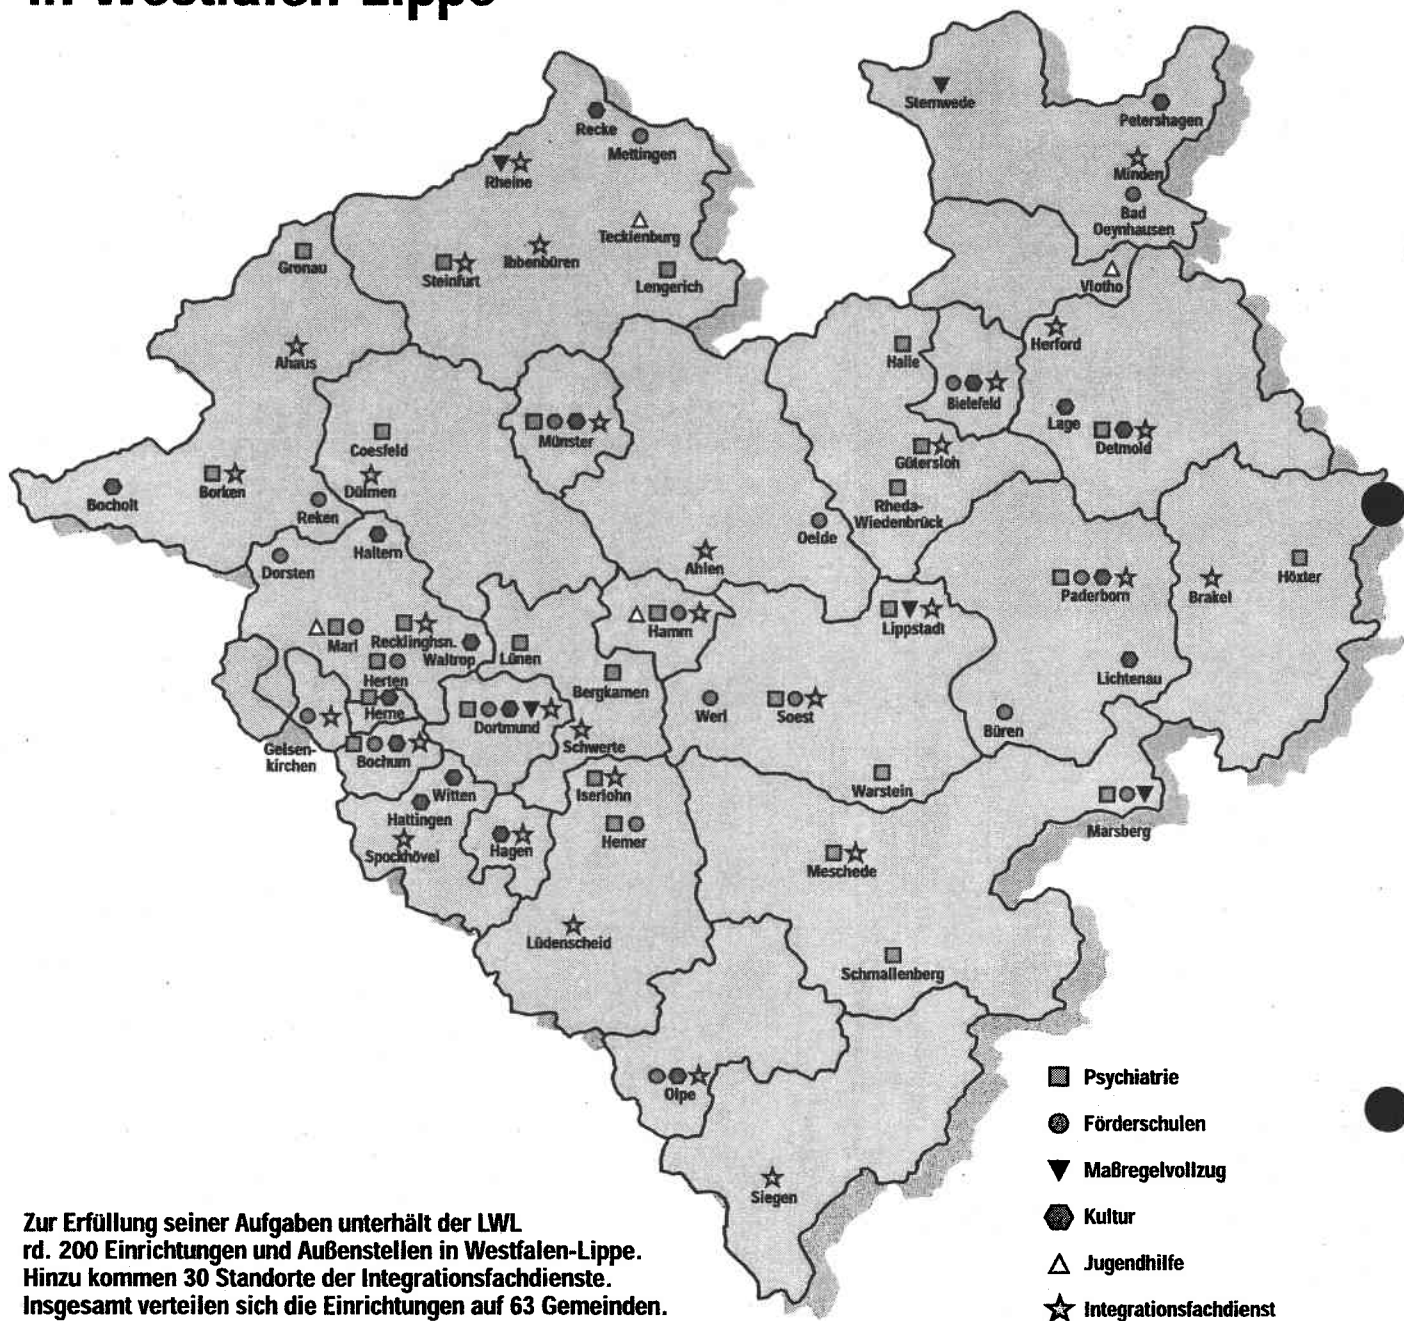 in Westfalen-Lippe
Stemwede
Petershagen
Recke
Mettingen
Minden
Rheine
Bad
Oeynhausen
Tecklenburg
Ibbenbüren
Gronau
Steinfurt
Lengerich
Vlotho
Herford
Ahaus
Halle
Bielefeld
Lage
Münster
Detmold
Coesfeld
Gütersloh
Borken
Dülmen
Bocholt
Reken
Rheda-
Wiedenbrück
Oelde
Haltern
Dorsten
Ahlen
Höxter
Paderborn
Brakel
Lippstadt
Hamm
Marl
Recklinghsn.
Waltrop
Lünen
Herten
Bergkamen
Lichtenau
Herne
Werl
Soest
Dortmund
Büren
Schwerte
Gelsen-
kirchen
Bochum
Warstein
Witten
Iserlohn
Hattingen
Marsberg
Hemer
Hagen
Spockhövel
Meschede
Lüdenscheid
Schmallenberg
Olpe
Siegen
Psychiatrie
Förderschulen
Maßregelvollzug
Kultur
Jugendhilfe
Integrationsfachdienst
Zur Erfüllung seiner Aufgaben unterhält der LWL
rd. 200 Einrichtungen und Außenstellen in Westfalen-Lippe.
Hinzu kommen 30 Standorte der Integrationsfachdienste.
Insgesamt verteilen sich die Einrichtungen auf 63 Gemeinden.